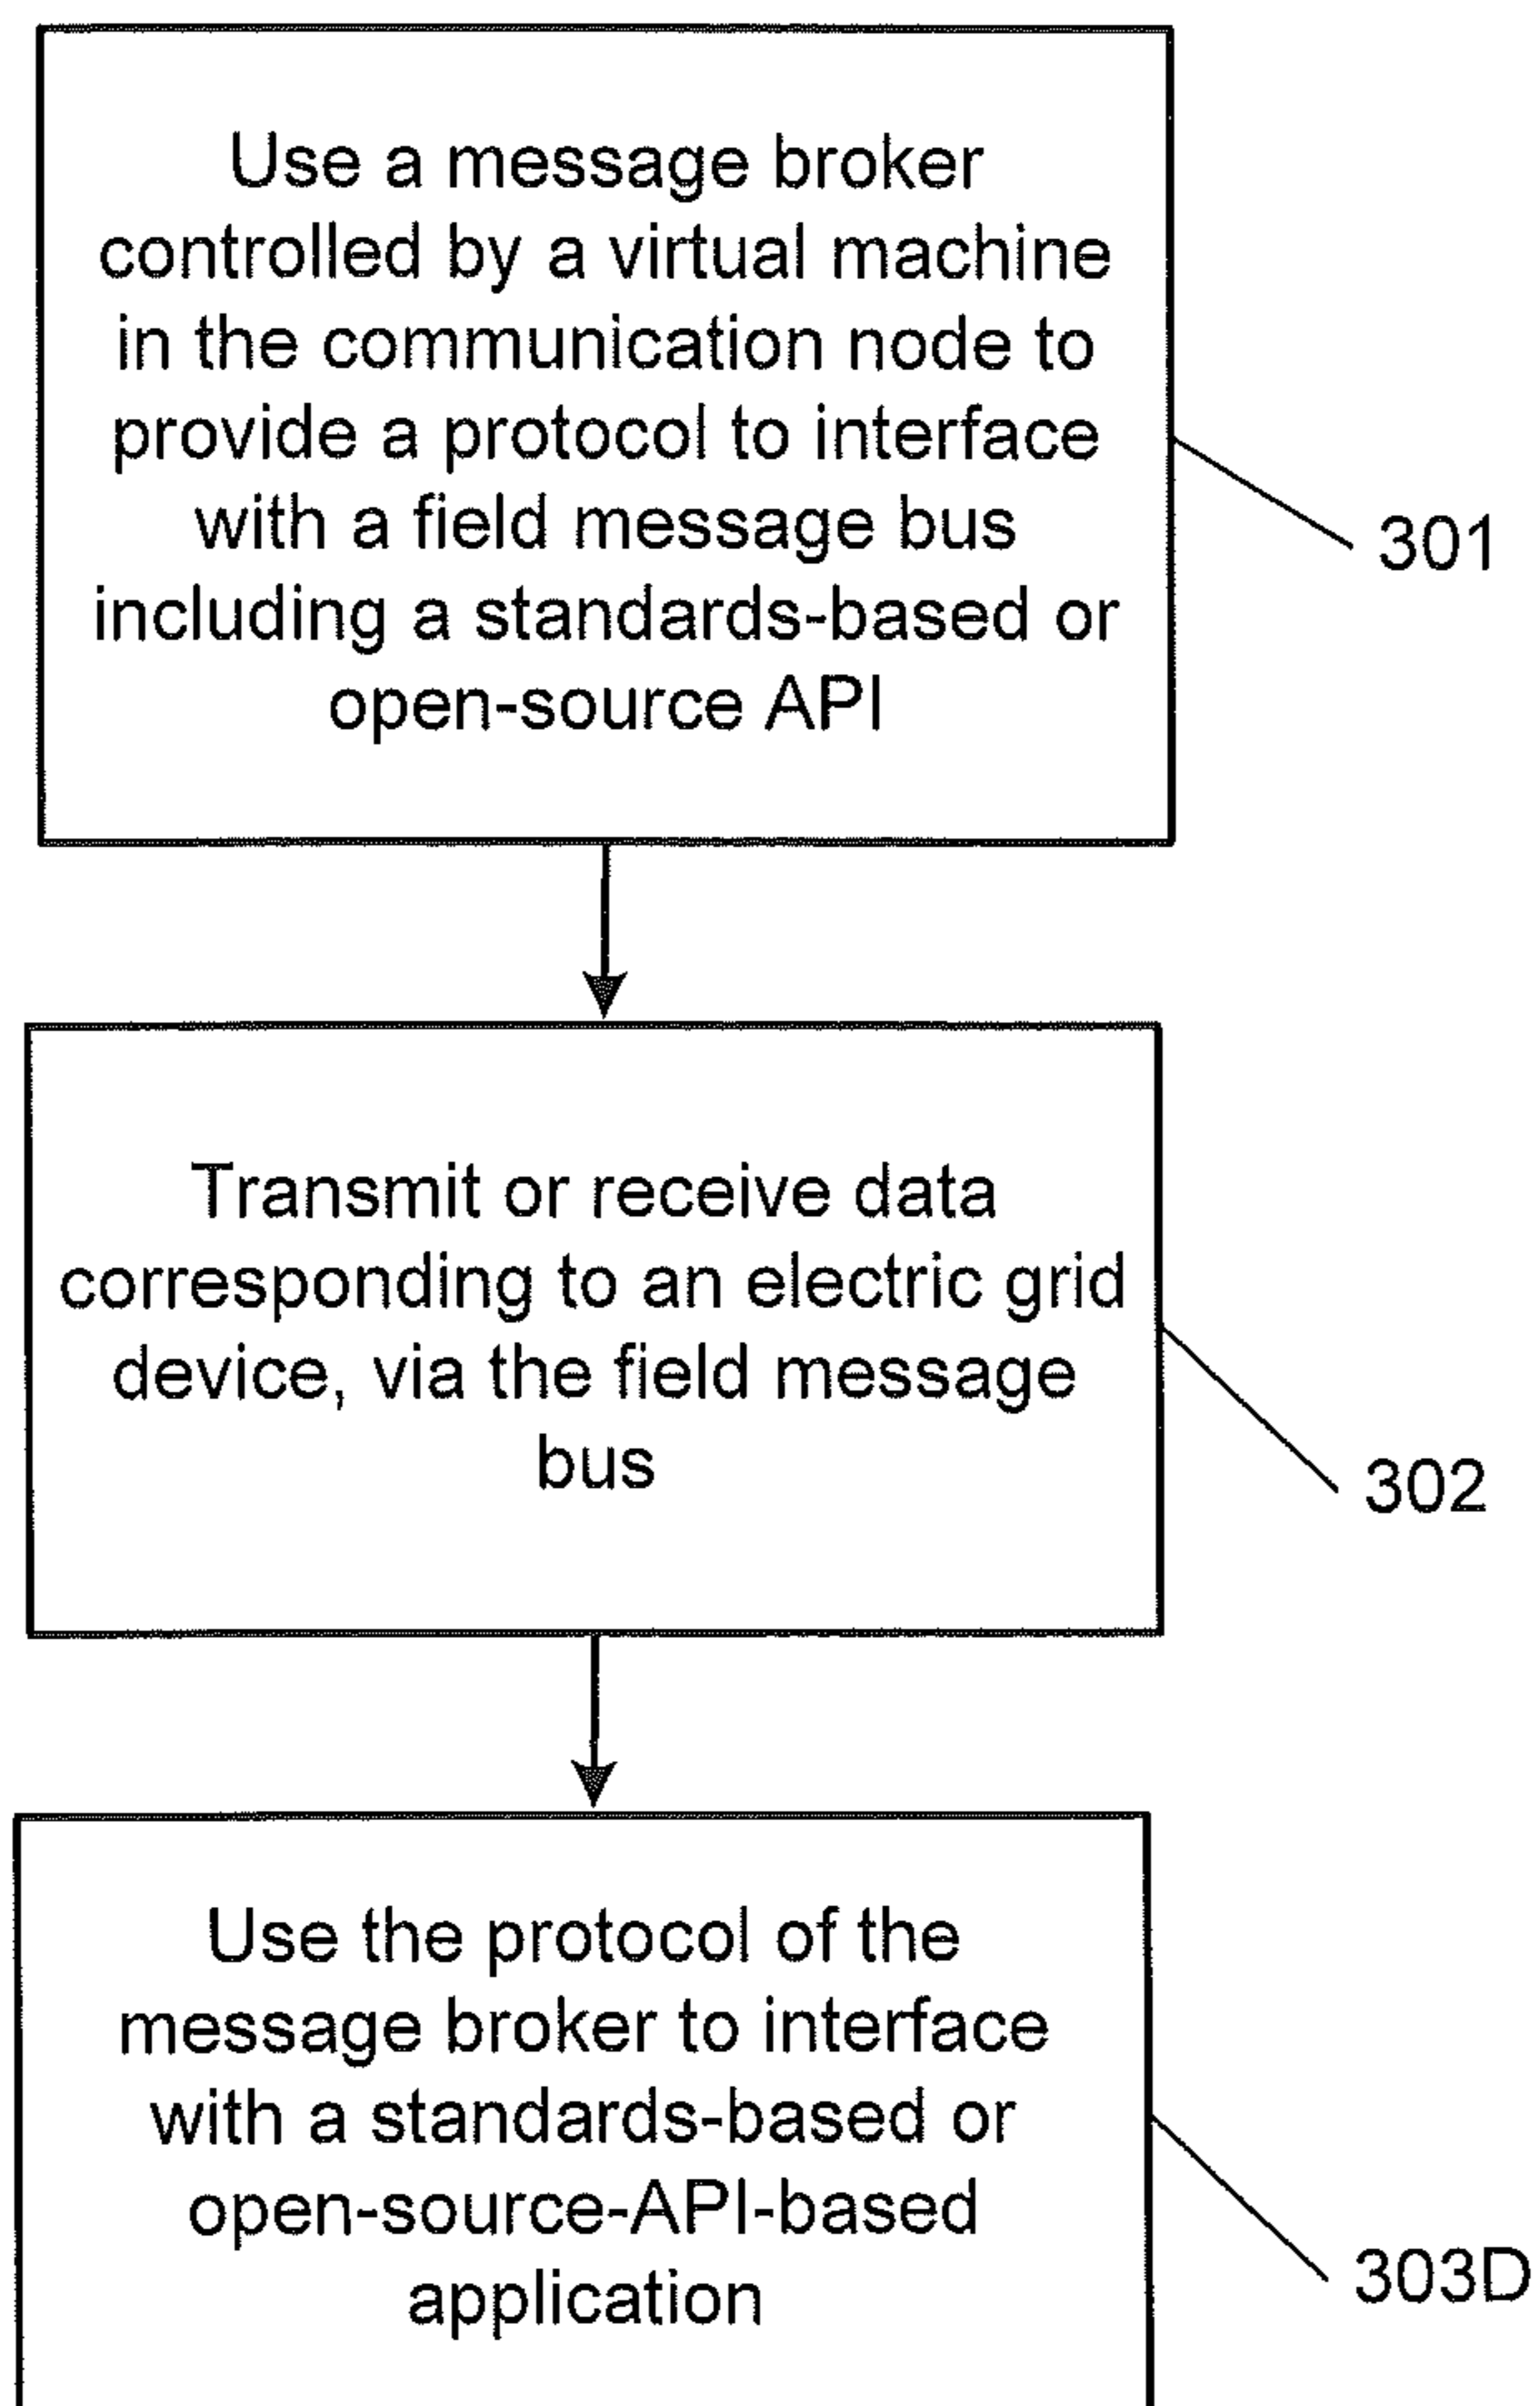 Use a message broker
controlled by a virtual machine
in the communication node to
provide a protocol to interface
with a field message bus
including a standards-based or
open-source API
301
Transmit or receive data
corresponding to an electric grid
device, via the field message
bus
302
Use the protocol of the
message broker to interface
with a standards-based or
open-source-API-based
application
303D